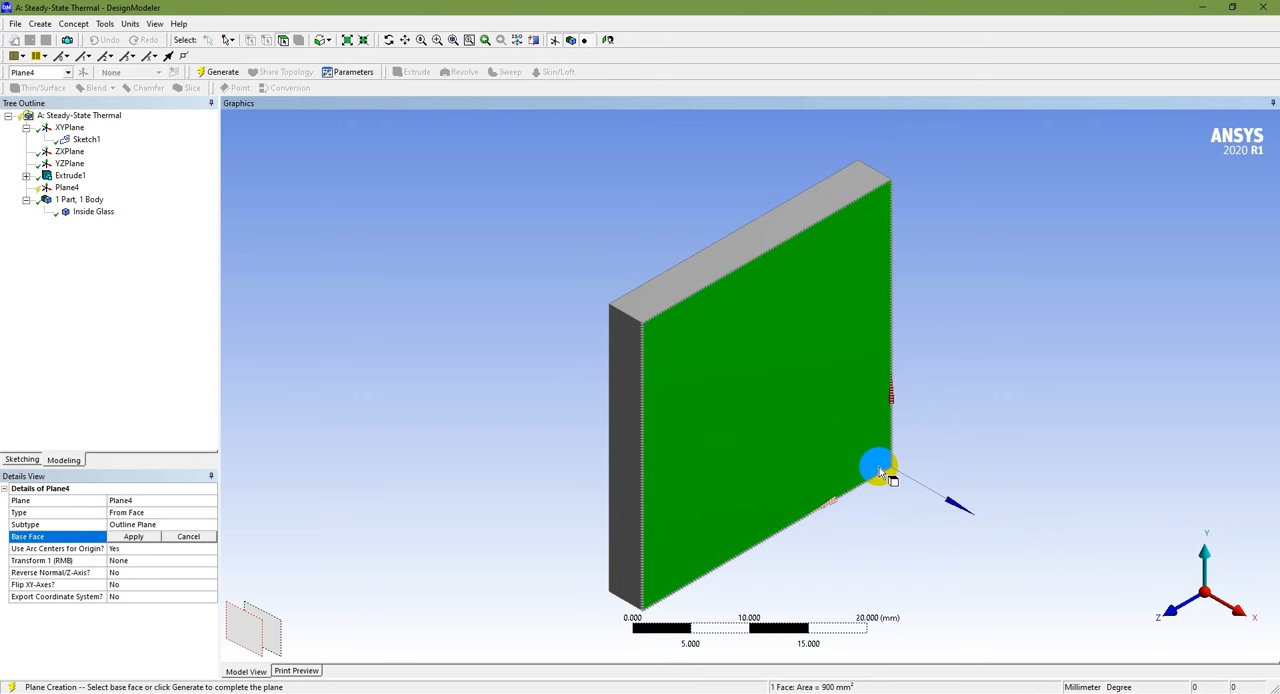 A: Steady-State Thermal - DesignModeler
File Create Concept Tools Units View Help
Undo Redo Select:
Plane4 None Generate Share Topology Parameters Extrude Revolve Sweep Skin/Loft
Thin/Surface Blend Chamfer Slice Point Conversion
Tree Outline
A: Steady-State Thermal
XYPlane
Sketch1
ZXPlane
YZPlane
Extrude1
Plane4
1 Part, 1 Body
Inside Glass
Sketching Modeling
Details View
Details of Plane4
Plane Plane4
Type From Face
Subtype Outline Plane
Base Face Apply Cancel
Use Arc Centers for Origin? Yes
Transform 1 (RMB) None
Reverse Normal/Z-Axis? No
Flip XY-Axes? No
Export Coordinate System? No
Graphics
ANSYS
2020 R1
0.000 10.000 20.000 (mm)
5.000 15.000
Y
Z
X
Model View Print Preview
Plane Creation -- Select base face or click Generate to complete the plane
1 Face: Area = 900 mm²
Millimeter Degree 0 0